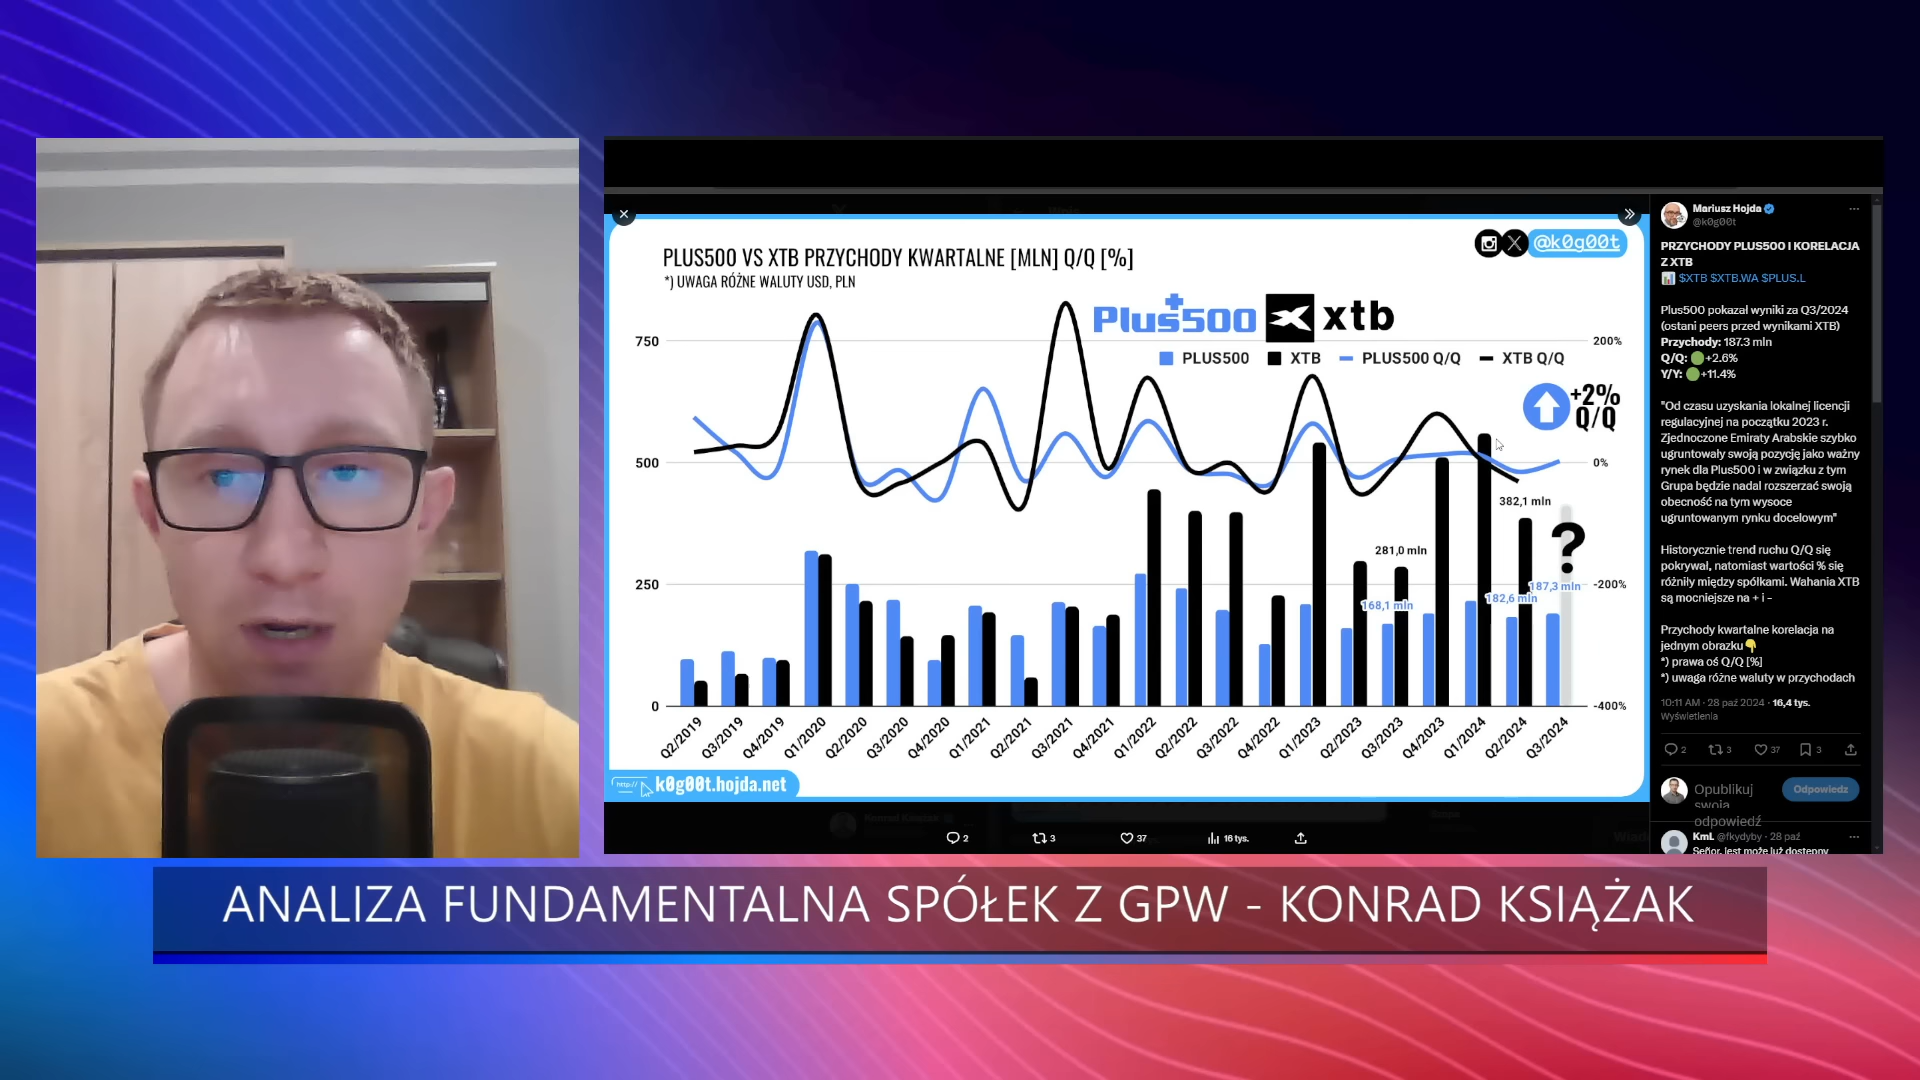 PLUS500 VS XTB PRZYCHODY KWARTALNE [MLN] Q/Q [%]
*) UWAGA RÓŻNE WALUTY USD, PLN
@k0g00t
Plus500 xtb
PLUS500 XTB PLUS500 Q/Q XTB Q/Q
750
500
250
0
200%
0%
-200%
-400%
+2%
Q/Q
382,1 mln
?
281,0 mln
187,3 mln
182,6 mln
168,1 mln
Q2/2019
Q3/2019
Q4/2019
Q1/2020
Q2/2020
Q3/2020
Q4/2020
Q1/2021
Q2/2021
Q3/2021
Q4/2021
Q1/2022
Q2/2022
Q3/2022
Q4/2022
Q1/2023
Q2/2023
Q3/2023
Q4/2023
Q1/2024
Q2/2024
Q3/2024
http://
k0g00t.hojda.net
2 3 37 16 tys.
Mariusz Hojda
@k0g00t
PRZYCHODY PLUS500 I KORELACJA
Z XTB
$XTB $XTB.WA $PLUS.L
Plus500 pokazał wyniki za Q3/2024
(ostani peers przed wynikami XTB)
Przychody: 187.3 mln
Q/Q: +2.6%
Y/Y: +11.4%
"Od czasu uzyskania lokalnej licencji
regulacyjnej na początku 2023 r.
Zjednoczone Emiraty Arabskie szybko
ugruntowały swoją pozycję jako ważny
rynek dla Plus500 i w związku z tym
Grupa będzie nadal rozszerzać swoją
obecność na tym wysoce
ugruntowanym rynku docelowym"
Historycznie trend ruchu Q/Q się
pokrywał, natomiast wartości % się
różniły między spółkami. Wahania XTB
są mocniejsze na + i -
Przychody kwartalne korelacja na
jednym obrazku
*) prawa oś Q/Q [%]
*) uwaga różne waluty w przychodach
10:11 AM · 28 paź 2024 · 16,4 tys.
Wyświetlenia
2 3 37 3
Opublikuj
swoją
odpowiedź
Odpowiedz
KmL @fkydyby · 28 paź
Señor, jest może już dostępny
ANALIZA FUNDAMENTALNA SPÓŁEK Z GPW - KONRAD KSIĄŻAK